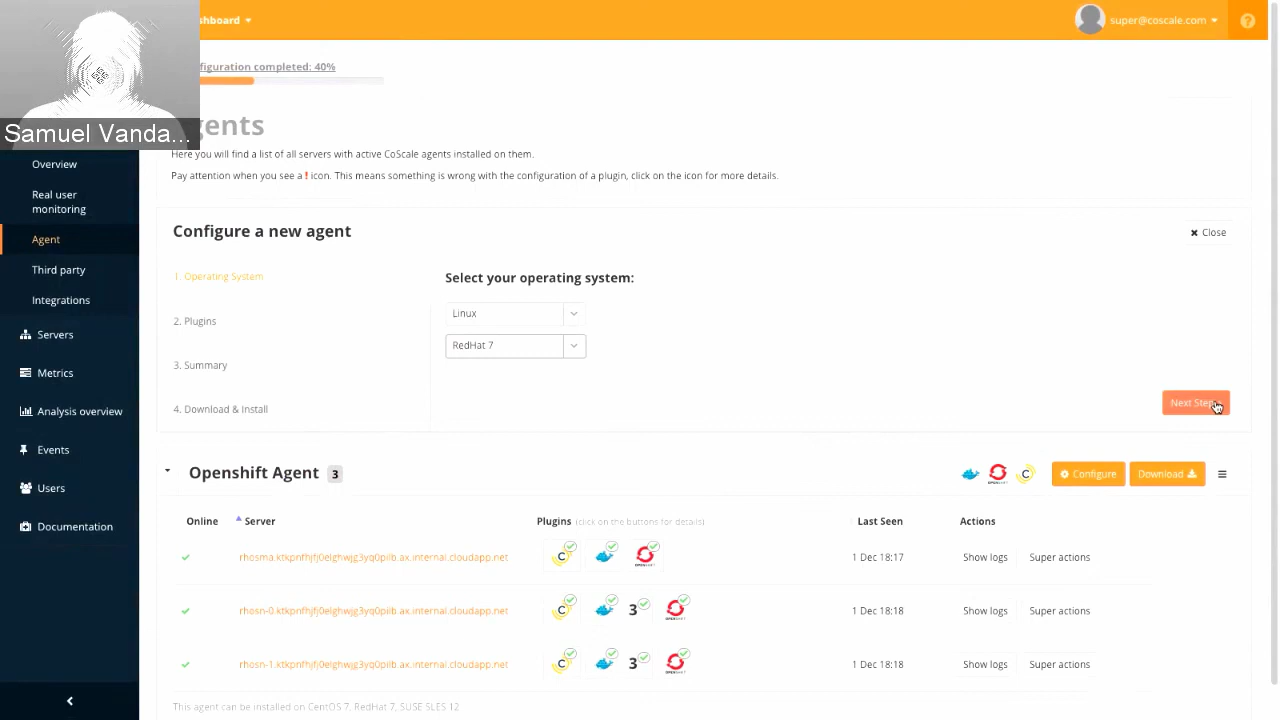 shboard
super@coscale.com
?
figuration completed: 40%
Samuel Vanda...
gents
Here you will find a list of all servers with active CoScale agents installed on them.
Pay attention when you see a ! icon. This means something is wrong with the configuration of a plugin, click on the icon for more details.
Overview
Real user
monitoring
Agent
Third party
Integrations
Servers
Metrics
Analysis overview
Events
Users
Documentation
Configure a new agent
Close
1. Operating System
2. Plugins
3. Summary
4. Download & Install
Select your operating system:
Linux
RedHat 7
Next Step
Openshift Agent 3
OPENSHIFT
C
Configure
Download
Online Server Plugins (click on the buttons for details) Last Seen Actions
rhosma.ktkpnfhjfj0elghwjg3yq0pilb.ax.internal.cloudapp.net C OPENSHIFT 1 Dec 18:17 Show logs Super actions
rhosn-0.ktkpnfhjfj0elghwjg3yq0pilb.ax.internal.cloudapp.net C 3 OPENSHIFT 1 Dec 18:18 Show logs Super actions
rhosn-1.ktkpnfhjfj0elghwjg3yq0pilb.ax.internal.cloudapp.net C 3 OPENSHIFT 1 Dec 18:18 Show logs Super actions
This agent can be installed on CentOS 7, RedHat 7, SUSE SLES 12